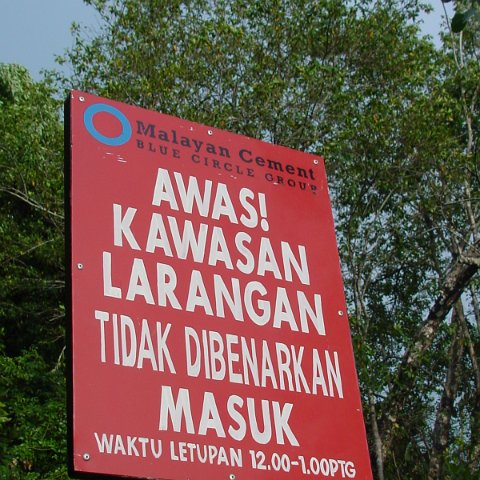 Malayan Cement
BLUE CIRCLE GROUP
AWAS!
KAWASAN
LARANGAN
TIDAK DIBENARKAN
MASUK
WAKTU LETUPAN 12.00-1.00PTG